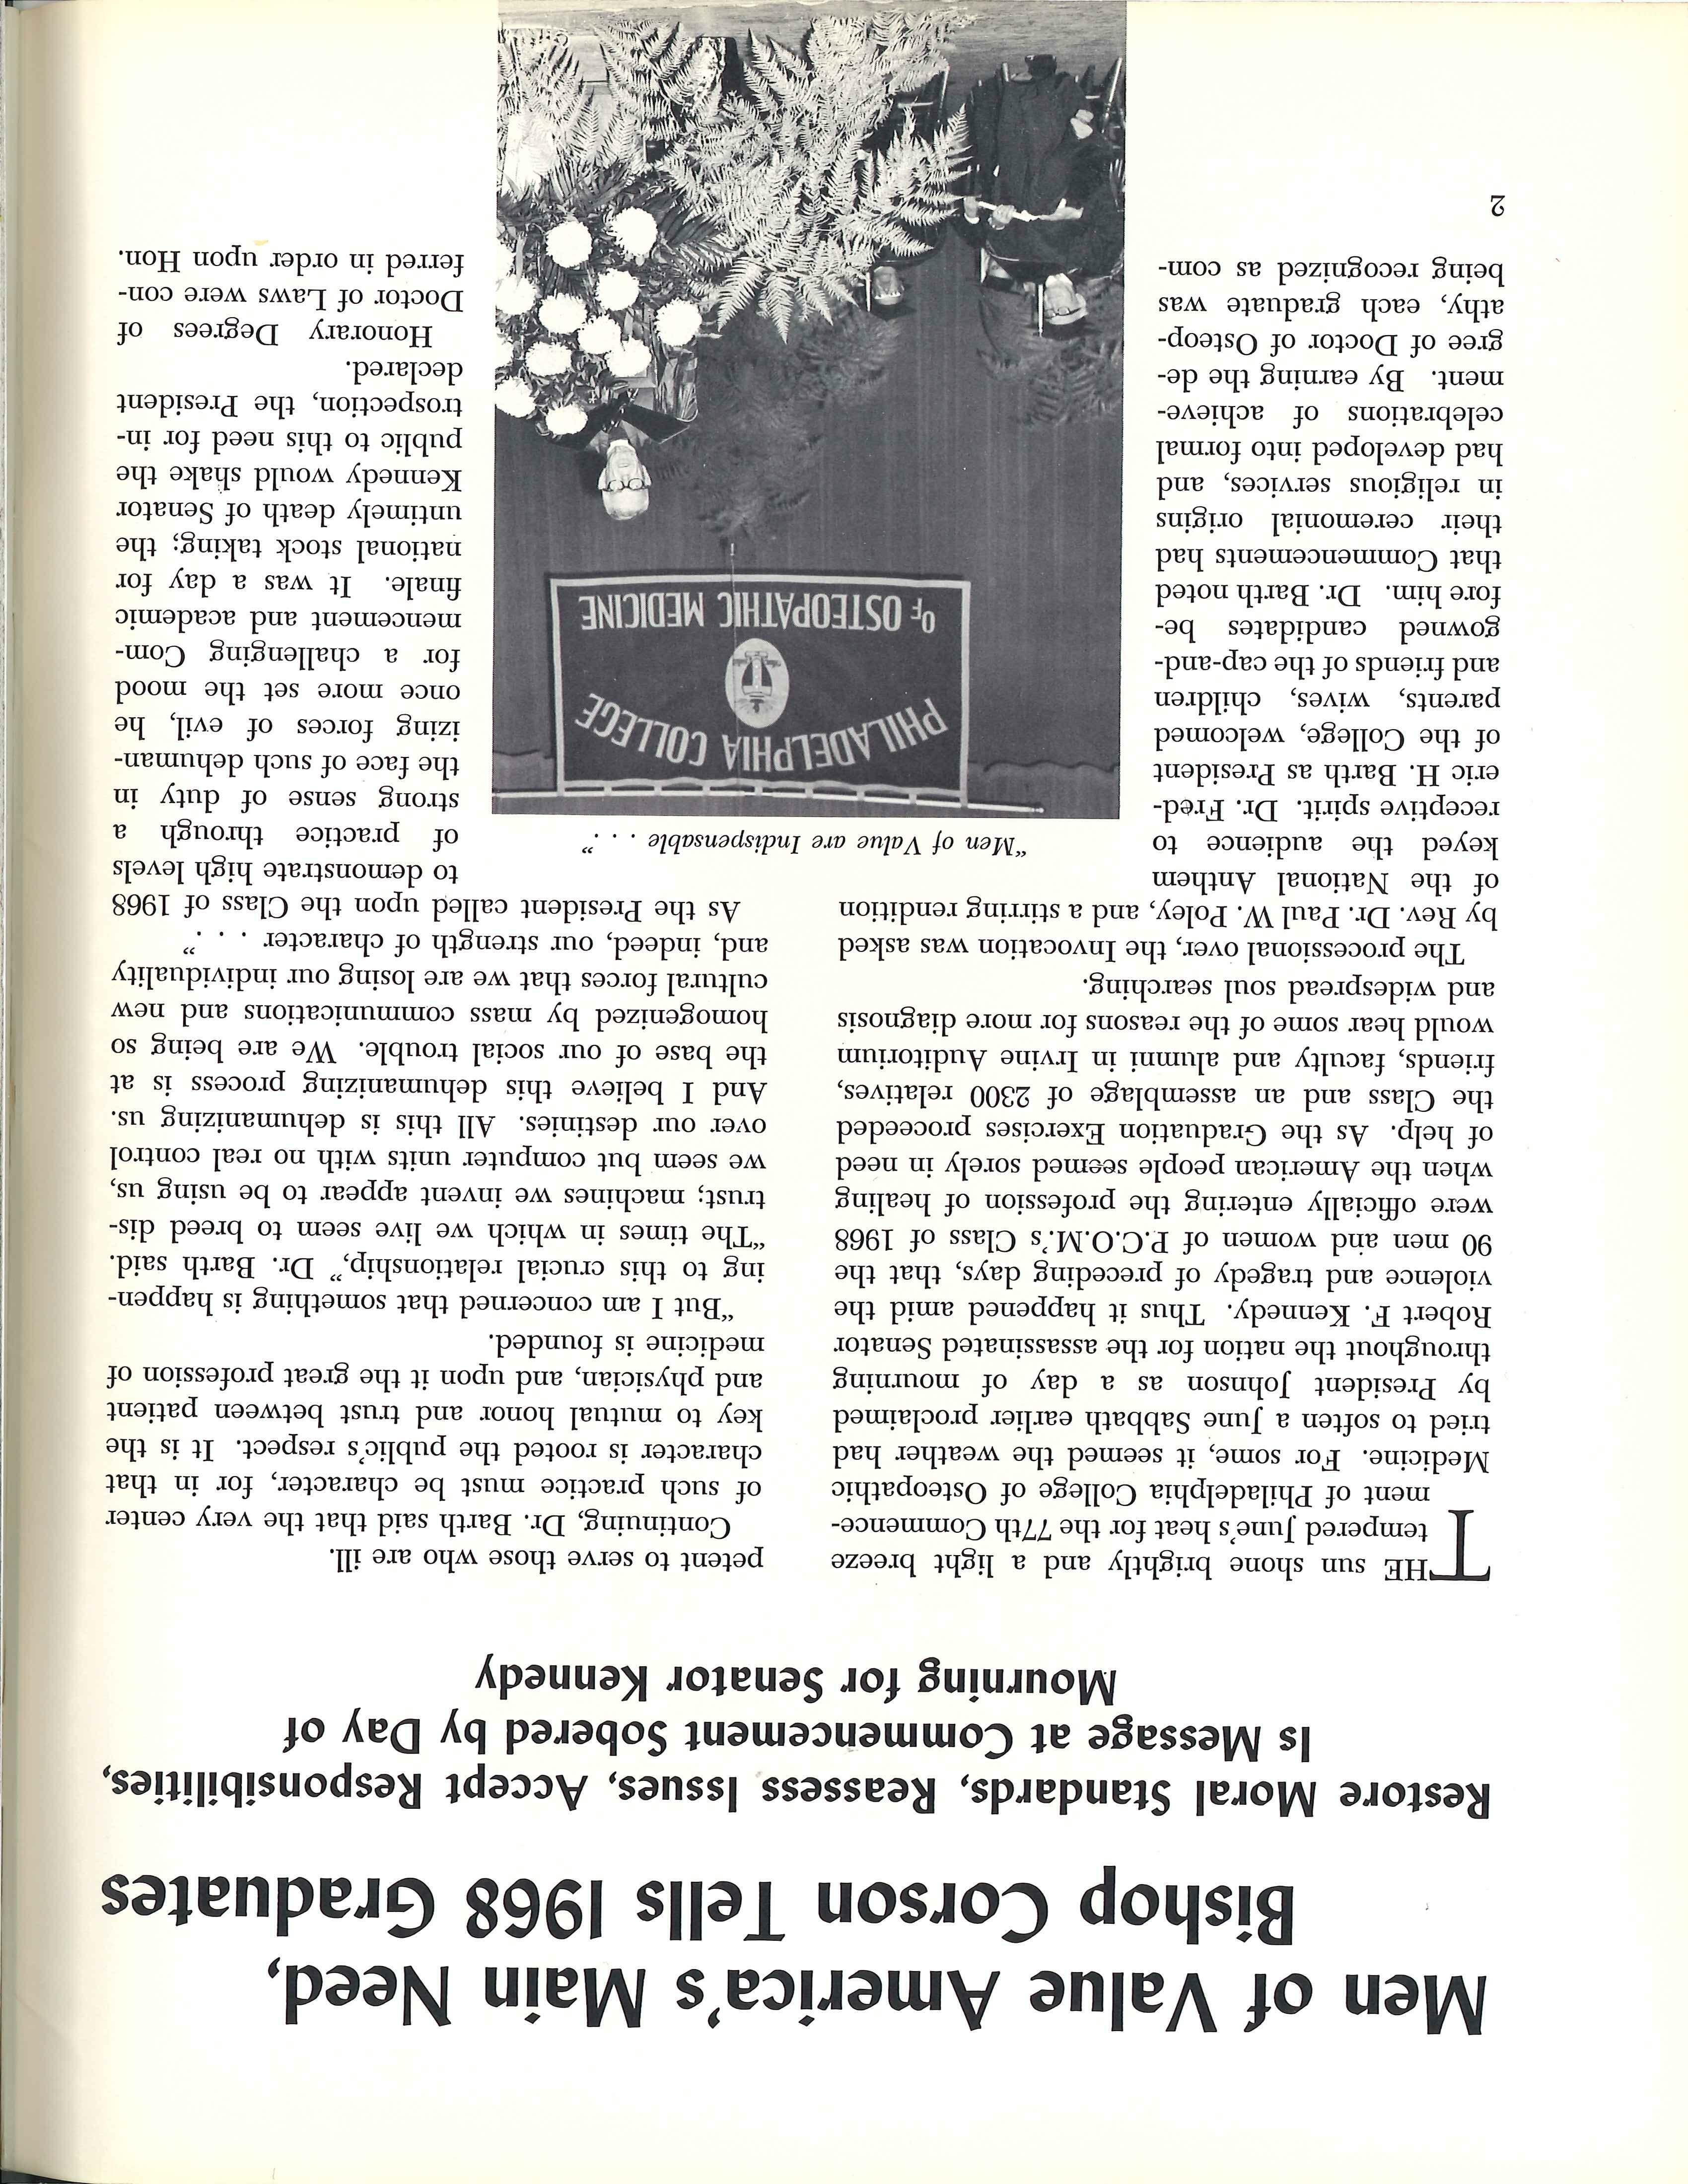 Men of Value America's Main Need,
Bishop Corson Tells 1968 Graduates
Restore Moral Standards, Reassess Issues, Accept Responsibilities,
Is Message at Commencement Sobered by Day of
Mourning for Senator Kennedy
THE sun shone brightly and a light breeze
tempered June's heat for the 77th Commence-
ment of Philadelphia College of Osteopathic
Medicine. For some, it seemed the weather had
tried to soften a June Sabbath earlier proclaimed
by President Johnson as a day of mourning
throughout the nation for the assassinated Senator
Robert F. Kennedy. Thus it happened amid the
violence and tragedy of preceding days, that the
90 men and women of P.C.O.M.'s Class of 1968
were officially entering the profession of healing
when the American people seemed sorely in need
of help. As the Graduation Exercises proceeded
the Class and an assemblage of 2300 relatives,
friends, faculty and alumni in Irvine Auditorium
would hear some of the reasons for more diagnosis
and widespread soul searching.
The processional over, the Invocation was asked
by Rev. Dr. Paul W. Poley, and a stirring rendition
of the National Anthem
keyed the audience to
receptive spirit. Dr. Fred-
eric H. Barth as President
of the College, welcomed
parents, wives, children
and friends of the cap-and-
gowned candidates be-
fore him. Dr. Barth noted
that Commencements had
their ceremonial origins
in religious services, and
had developed into formal
celebrations of achieve-
ment. By earning the de-
gree of Doctor of Osteop-
athy, each graduate was
being recognized as com-
petent to serve those who are ill.
Continuing, Dr. Barth said that the very center
of such practice must be character, for in that
character is rooted the public's respect. It is the
key to mutual honor and trust between patient
and physician, and upon it the great profession of
medicine is founded.
"But I am concerned that something is happen-
ing to this crucial relationship," Dr. Barth said.
"The times in which we live seem to breed dis-
trust; machines we invent appear to be using us,
we seem but computer units with no real control
over our destinies. All this is dehumanizing us.
And I believe this dehumanizing process is at
the base of our social trouble. We are being so
homogenized by mass communications and new
cultural forces that we are losing our individuality
and, indeed, our strength of character . . ."
As the President called upon the Class of 1968
to demonstrate high levels
of practice through a
strong sense of duty in
the face of such dehuman-
izing forces of evil, he
once more set the mood
for a challenging Com-
mencement and academic
finale. It was a day for
national stock taking; the
untimely death of Senator
Kennedy would shake the
public to this need for in-
trospection, the President
declared.
Honorary Degrees of
Doctor of Laws were con-
ferred in order upon Hon.
"Men of Value are Indispensable . . ."
PHILADELPHIA COLLEGE
OF OSTEOPATHIC MEDICINE
2